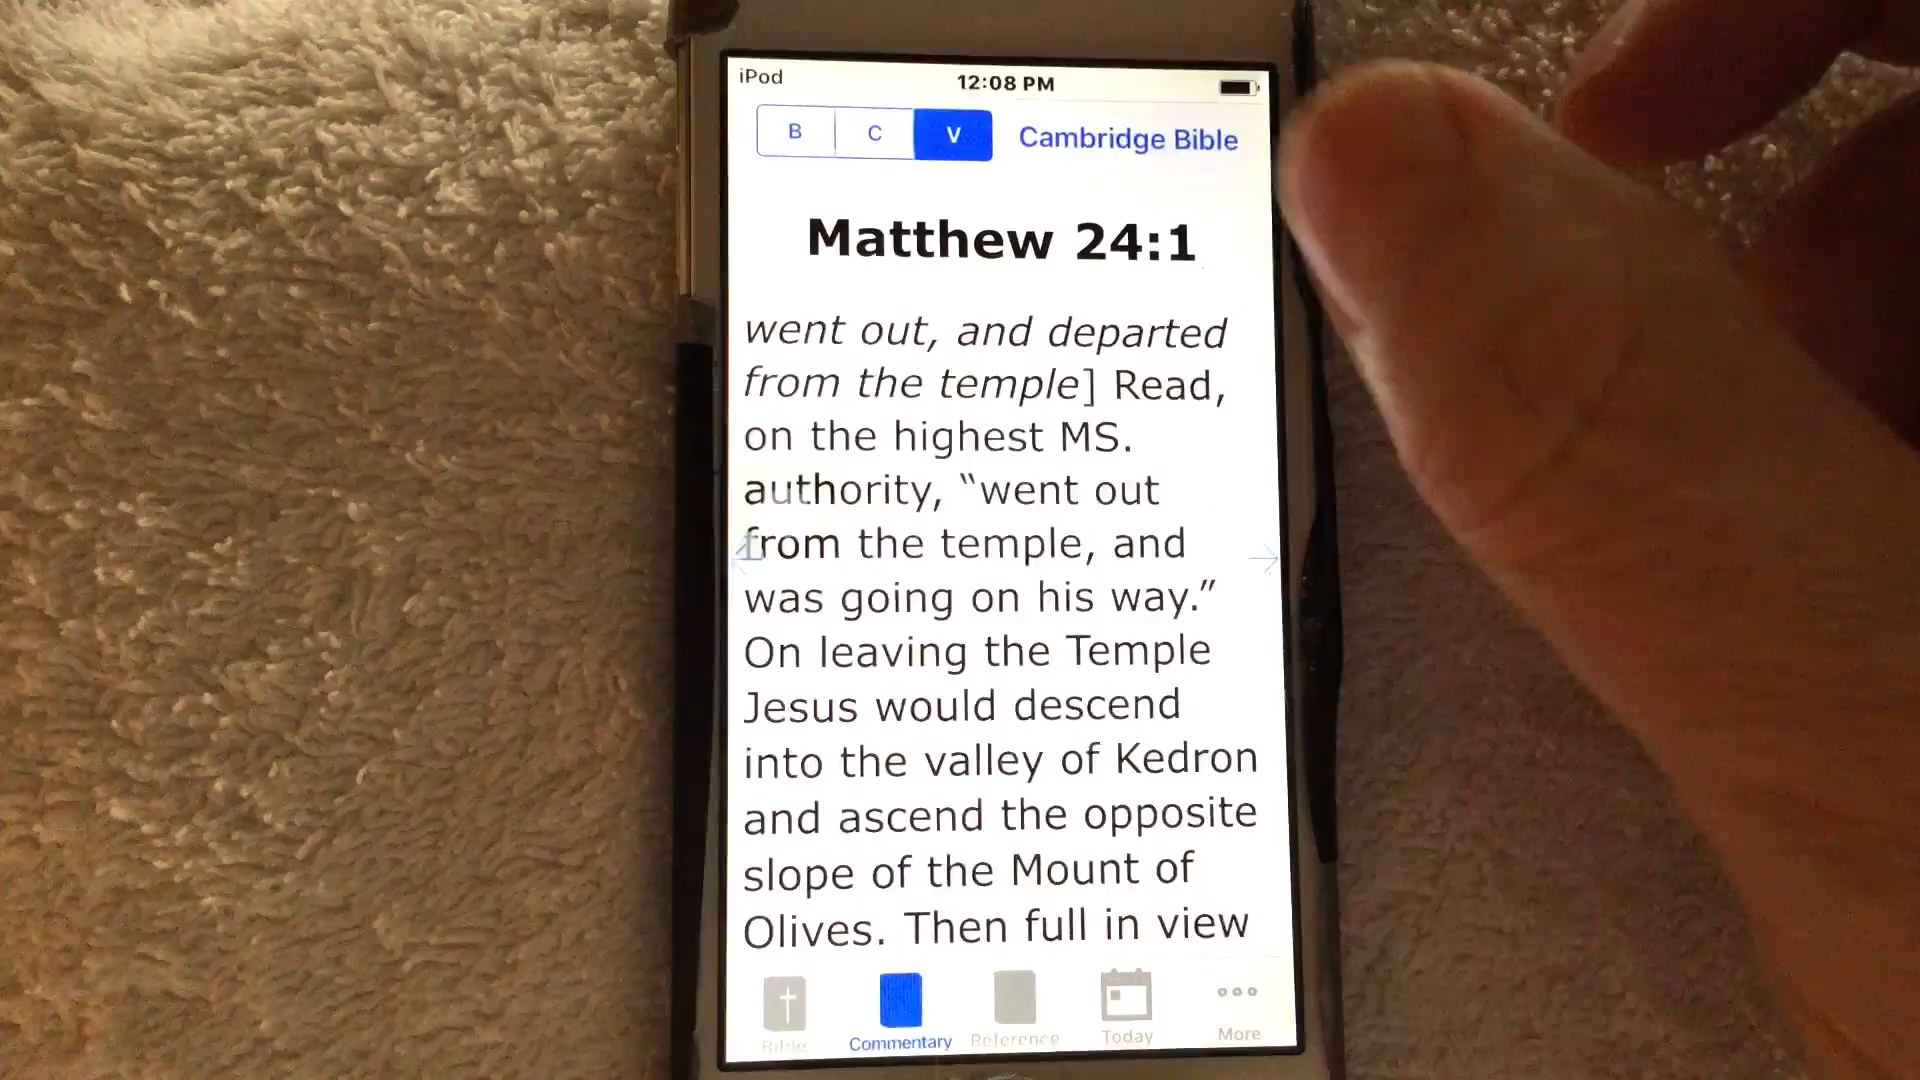 iPod 12:08 PM
B C V Cambridge Bible
Matthew 24:1
went out, and departed
from the temple] Read,
on the highest MS.
authority, “went out
from the temple, and
was going on his way.”
On leaving the Temple
Jesus would descend
into the valley of Kedron
and ascend the opposite
slope of the Mount of
Olives. Then full in view
Bible Commentary Reference Today More